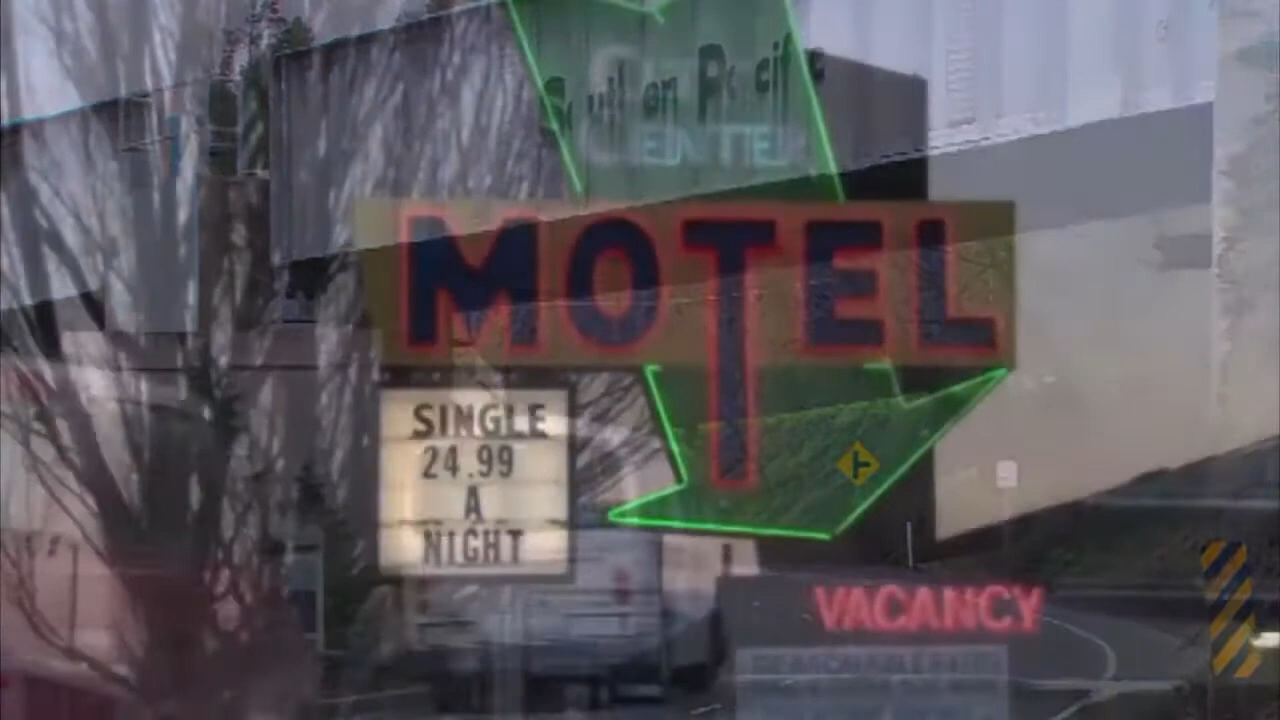 Southern Pacific
CENTER
MOTEL
SINGLE
24.99
A
NIGHT
VACANCY